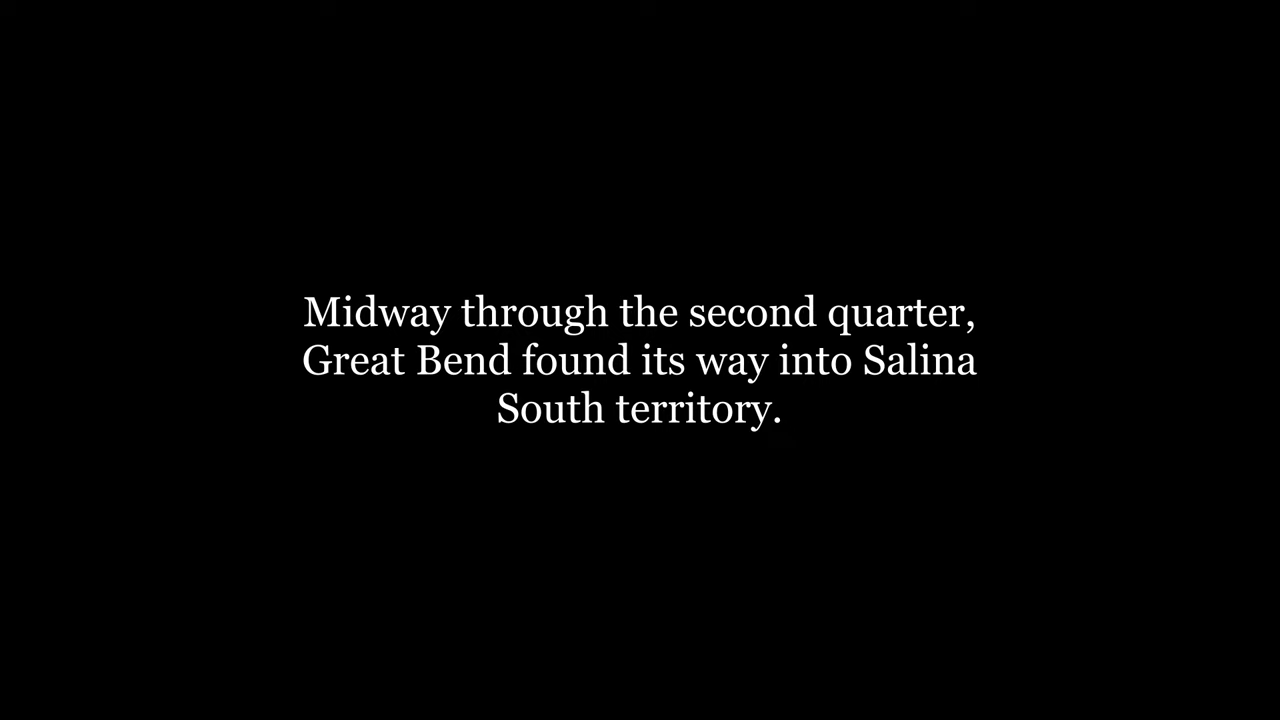 Midway through the second quarter,
Great Bend found its way into Salina
South territory.